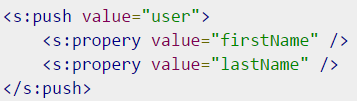 <s:push value="user">
    <s:propery value="firstName" />
    <s:propery value="lastName" />
</s:push>